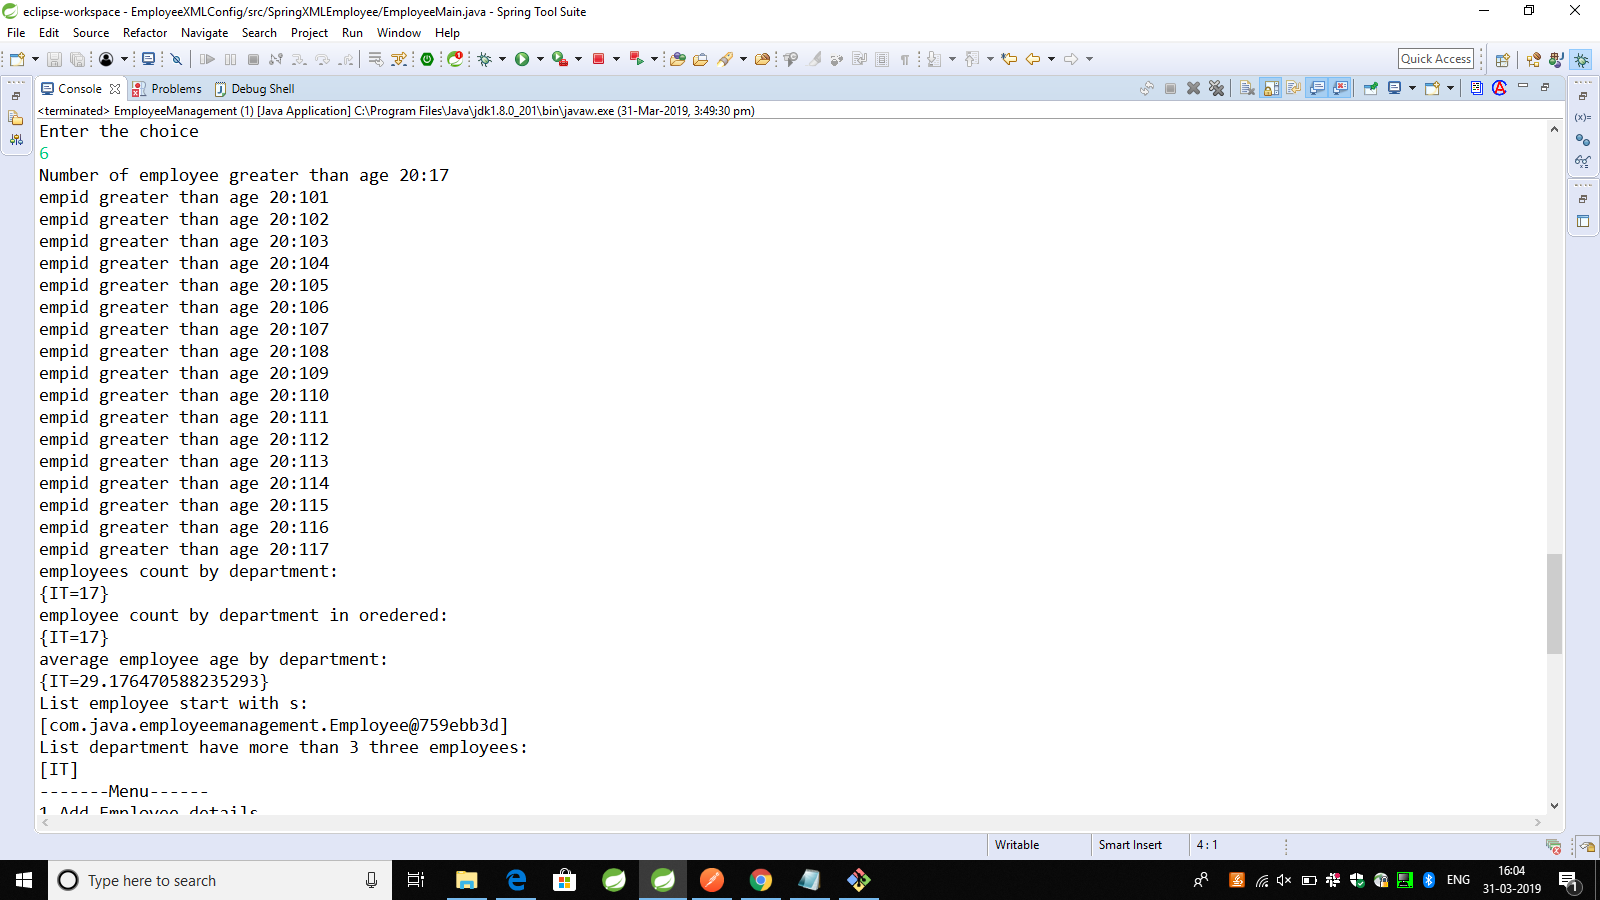 eclipse-workspace - EmployeeXMLConfig/src/SpringXMLEmployee/EmployeeMain.java - Spring Tool Suite
File Edit Source Refactor Navigate Search Project Run Window Help
Quick Access
Console Problems Debug Shell
<terminated> EmployeeManagement (1) [Java Application] C:\Program Files\Java\jdk1.8.0_201\bin\javaw.exe (31-Mar-2019, 3:49:30 pm)
Enter the choice
6
Number of employee greater than age 20:17
empid greater than age 20:101
empid greater than age 20:102
empid greater than age 20:103
empid greater than age 20:104
empid greater than age 20:105
empid greater than age 20:106
empid greater than age 20:107
empid greater than age 20:108
empid greater than age 20:109
empid greater than age 20:110
empid greater than age 20:111
empid greater than age 20:112
empid greater than age 20:113
empid greater than age 20:114
empid greater than age 20:115
empid greater than age 20:116
empid greater than age 20:117
employees count by department:
{IT=17}
employee count by department in oredered:
{IT=17}
average employee age by department:
{IT=29.176470588235293}
List employee start with s:
[com.java.employeemanagement.Employee@759ebb3d]
List department have more than 3 three employees:
[IT]
-------Menu------
1 Add Employee details
Writable Smart Insert 4 : 1
Type here to search
ENG
16:04
31-03-2019
1